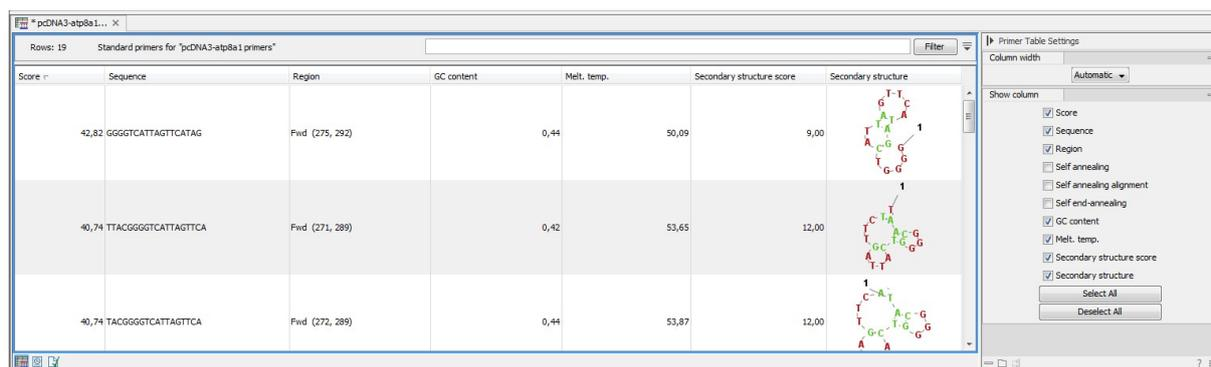 * pcDNA3-atp8a1...
Rows: 19 Standard primers for "pcDNA3-atp8a1 primers" Filter
Score Sequence Region GC content Melt. temp. Secondary structure score Secondary structure
42,82 GGGGTCATTAGTTCATAG Fwd (275, 292) 0,44 50,09 9,00
1
40,74 TTACGGGGTCATTAGTTCA Fwd (271, 289) 0,42 53,65 12,00
1
40,74 TACGGGGTCATTAGTTCA Fwd (272, 289) 0,44 53,87 12,00
1
Primer Table Settings
Column width
Automatic
Show column
Score
Sequence
Region
Self annealing
Self annealing alignment
Self end-annealing
GC content
Melt. temp.
Secondary structure score
Secondary structure
Select All
Deselect All
?